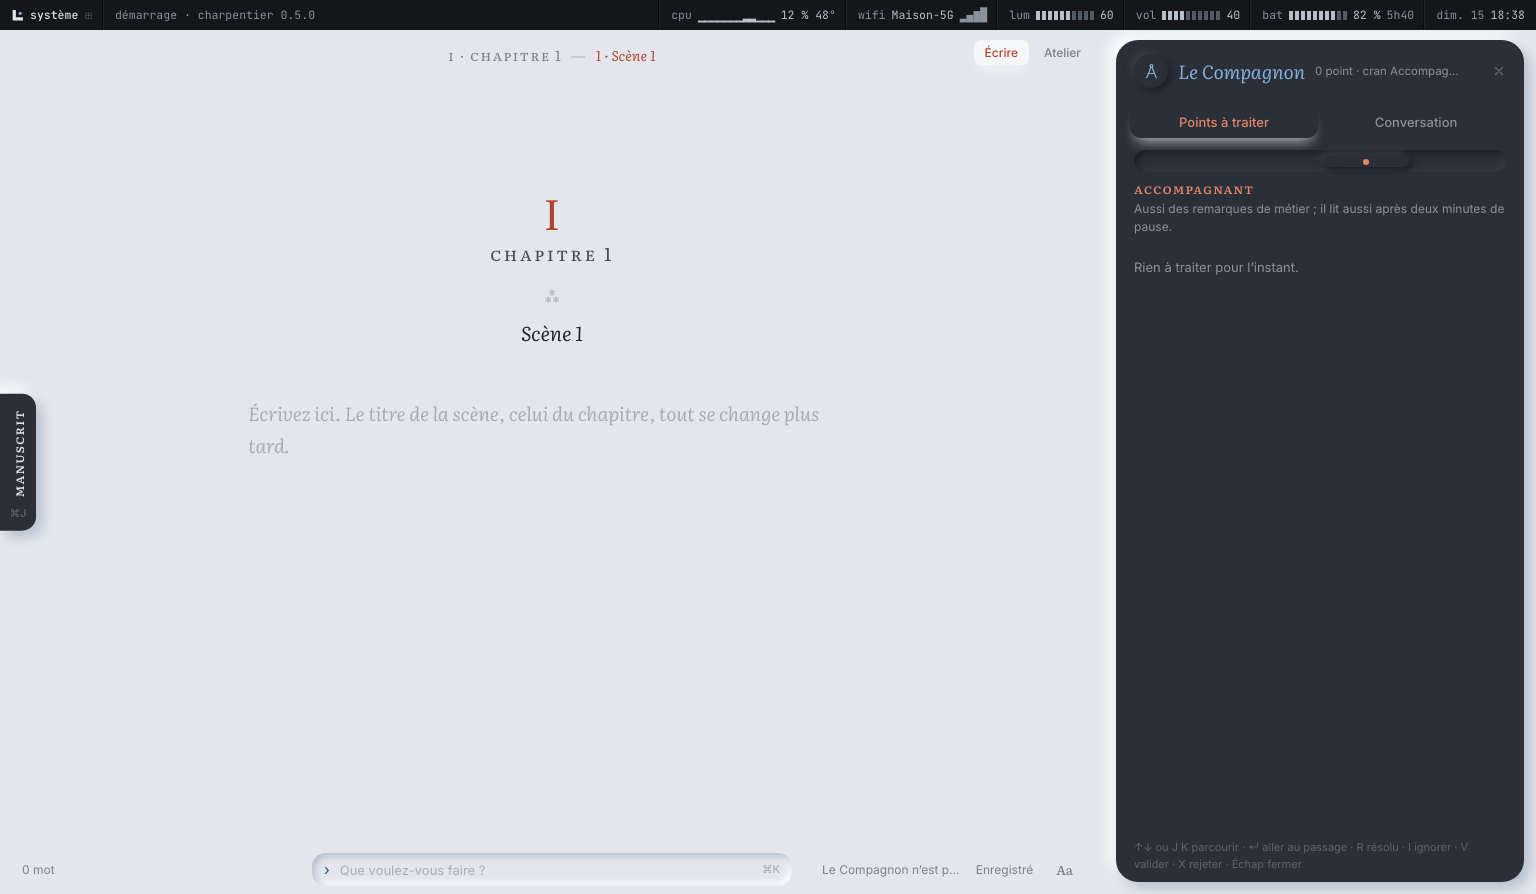 système ⊞ démarrage · charpentier 0.5.0 cpu 12 % 48° wifi Maison-5G lum 60 vol 40 bat 82 % 5h40 dim. 15 18:38
I · CHAPITRE 1 — 1 · Scène 1
Écrire Atelier
I
CHAPITRE 1
⁂
Scène 1
Écrivez ici. Le titre de la scène, celui du chapitre, tout se change plus
tard.
MANUSCRIT
⌘J
0 mot
› Que voulez-vous faire ? ⌘K
Le Compagnon n’est p… Enregistré Aa
Le Compagnon 0 point · cran Accompag… ×
Points à traiter Conversation
ACCOMPAGNANT
Aussi des remarques de métier ; il lit aussi après deux minutes de
pause.
Rien à traiter pour l’instant.
↑↓ ou J K parcourir · ↵ aller au passage · R résolu · I ignorer · V
valider · X rejeter · Échap fermer